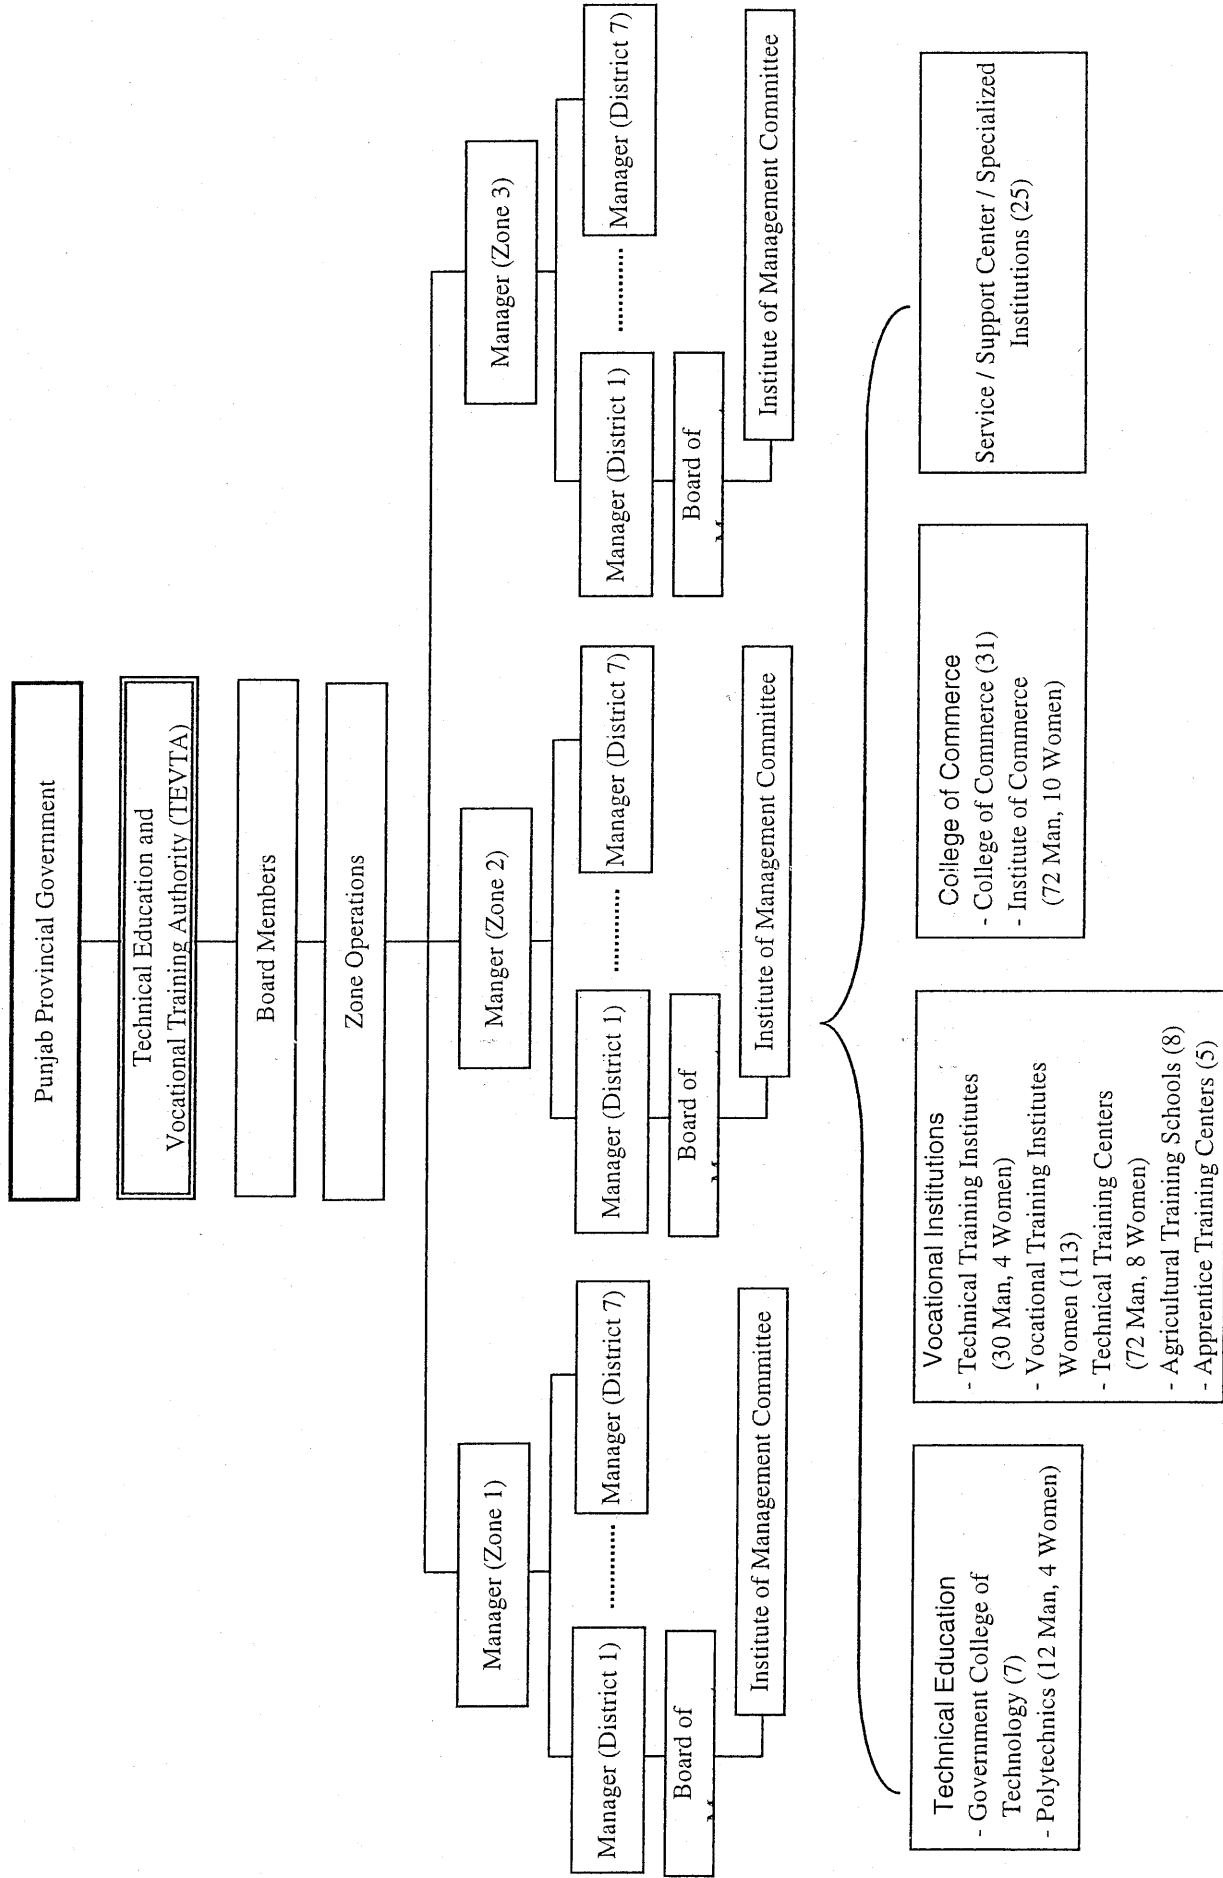 Punjab Provincial Government
Technical Education and
Vocational Training Authority (TEVTA)
Board Members
Zone Operations
Manager (Zone 1)
Manger (Zone 2)
Manager (Zone 3)
Manager (District 1)
............
Manager (District 7)
Manager (District 1)
............
Manager (District 7)
Manager (District 1)
............
Manager (District 7)
Board of
Board of
Board of
Institute of Management Committee
Institute of Management Committee
Institute of Management Committee
Technical Education
- Government College of
Technology (7)
- Polytechnics (12 Man, 4 Women)
Vocational Institutions
- Technical Training Institutes
(30 Man, 4 Women)
- Vocational Training Institutes
Women (113)
- Technical Training Centers
(72 Man, 8 Women)
- Agricultural Training Schools (8)
- Apprentice Training Centers (5)
College of Commerce
- College of Commerce (31)
- Institute of Commerce
(72 Man, 10 Women)
Service / Support Center / Specialized
Institutions (25)